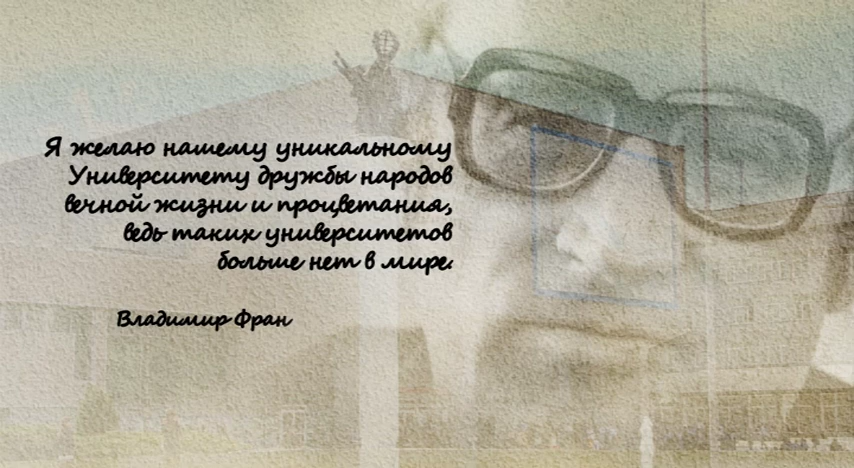 Я желаю нашему уникальному
Университету дружбы народов
вечной жизни и процветания,
ведь таких университетов
больше нет в мире.
Владимир Фран